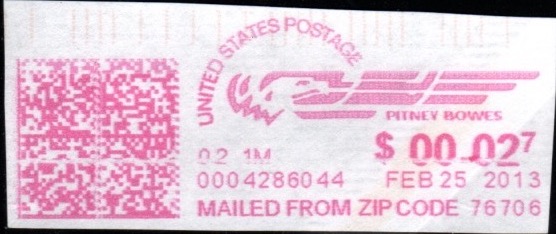 UNITED STATES POSTAGE
PITNEY BOWES
02 1M
$ 00.02⁷
0004286044 FEB 25 2013
MAILED FROM ZIP CODE 76706